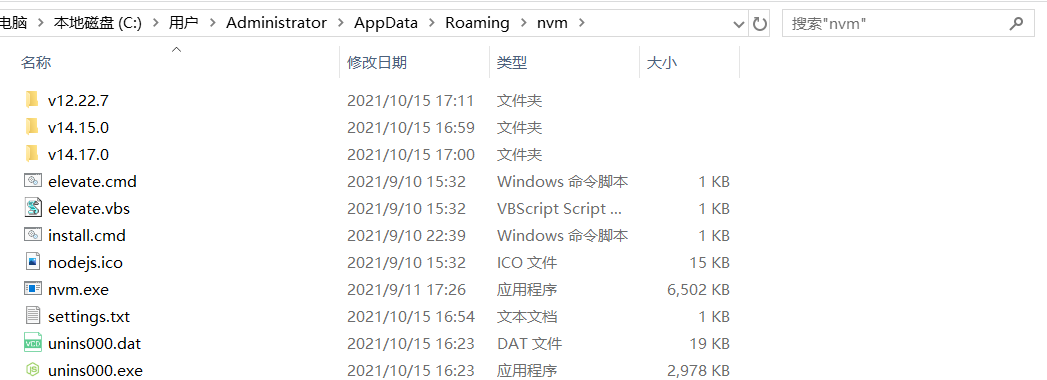 电脑 > 本地磁盘 (C:) > 用户 > Administrator > AppData > Roaming > nvm > 搜索"nvm"
名称 修改日期 类型 大小
v12.22.7 2021/10/15 17:11 文件夹
v14.15.0 2021/10/15 16:59 文件夹
v14.17.0 2021/10/15 17:00 文件夹
elevate.cmd 2021/9/10 15:32 Windows 命令脚本 1 KB
elevate.vbs 2021/9/10 15:32 VBScript Script ... 1 KB
install.cmd 2021/9/10 22:39 Windows 命令脚本 1 KB
nodejs.ico 2021/9/10 15:32 ICO 文件 15 KB
nvm.exe 2021/9/11 17:26 应用程序 6,502 KB
settings.txt 2021/10/15 16:54 文本文档 1 KB
VCD unins000.dat 2021/10/15 16:23 DAT 文件 19 KB
unins000.exe 2021/10/15 16:23 应用程序 2,978 KB